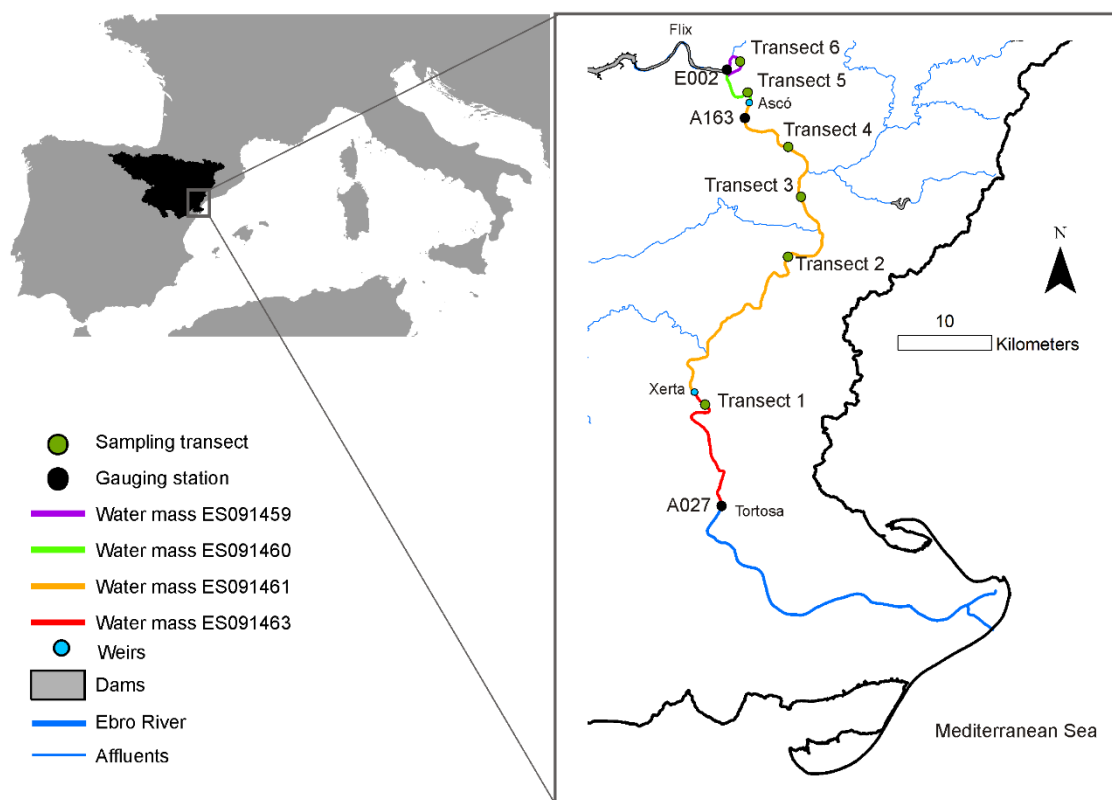 Sampling transect
Gauging station
Water mass ES091459
Water mass ES091460
Water mass ES091461
Water mass ES091463
Weirs
Dams
Ebro River
Affluents
Flix
Transect 6
E002
Transect 5
Ascó
A163
Transect 4
Transect 3
Transect 2
N
10
Kilometers
Xerta
Transect 1
A027
Tortosa
Mediterranean Sea